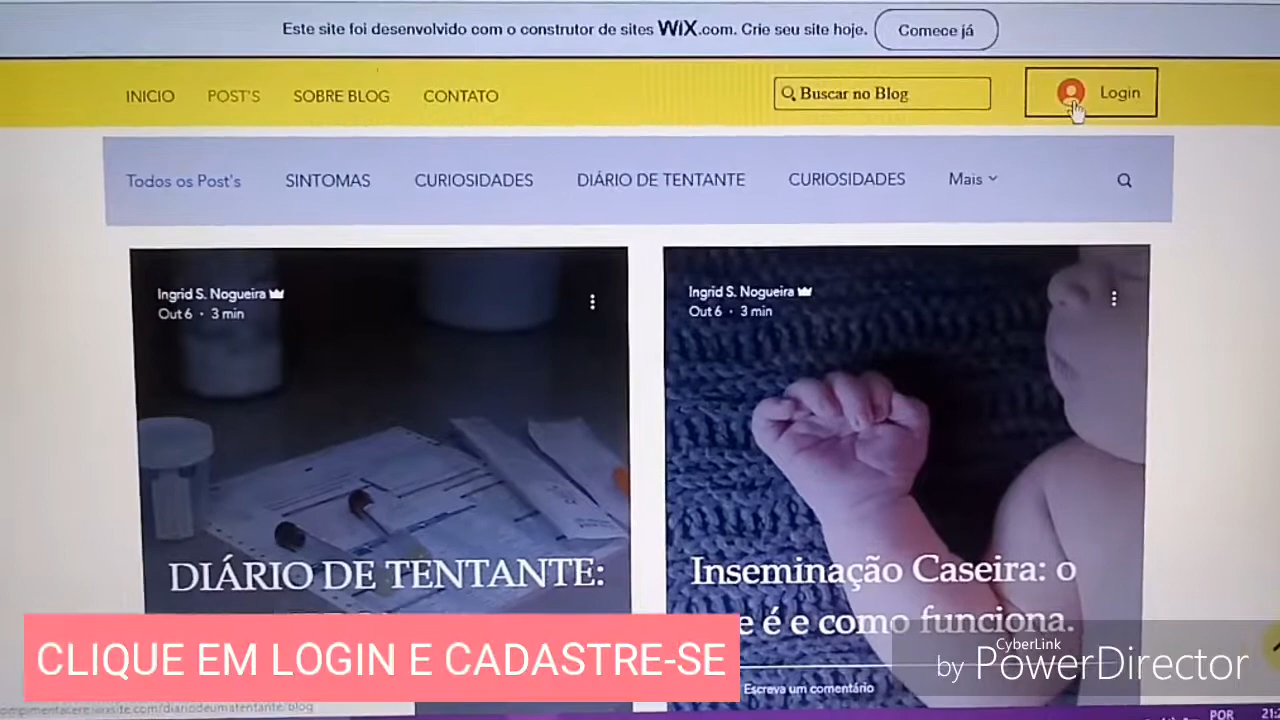 Este site foi desenvolvido com o construtor de sites WiX.com. Crie seu site hoje. Comece já
INICIO POST'S SOBRE BLOG CONTATO Buscar no Blog Login
Todos os Post's SINTOMAS CURIOSIDADES DIÁRIO DE TENTANTE CURIOSIDADES Mais
Ingrid S. Nogueira
Out 6 · 3 min
DIÁRIO DE TENTANTE:
Ingrid S. Nogueira
Out 6 · 3 min
Inseminação Caseira: o
e é e como funciona.
Escreva um comentário
CLIQUE EM LOGIN E CADASTRE-SE
CyberLink
by PowerDirector
.com/diariodeumatentante/blog
POR